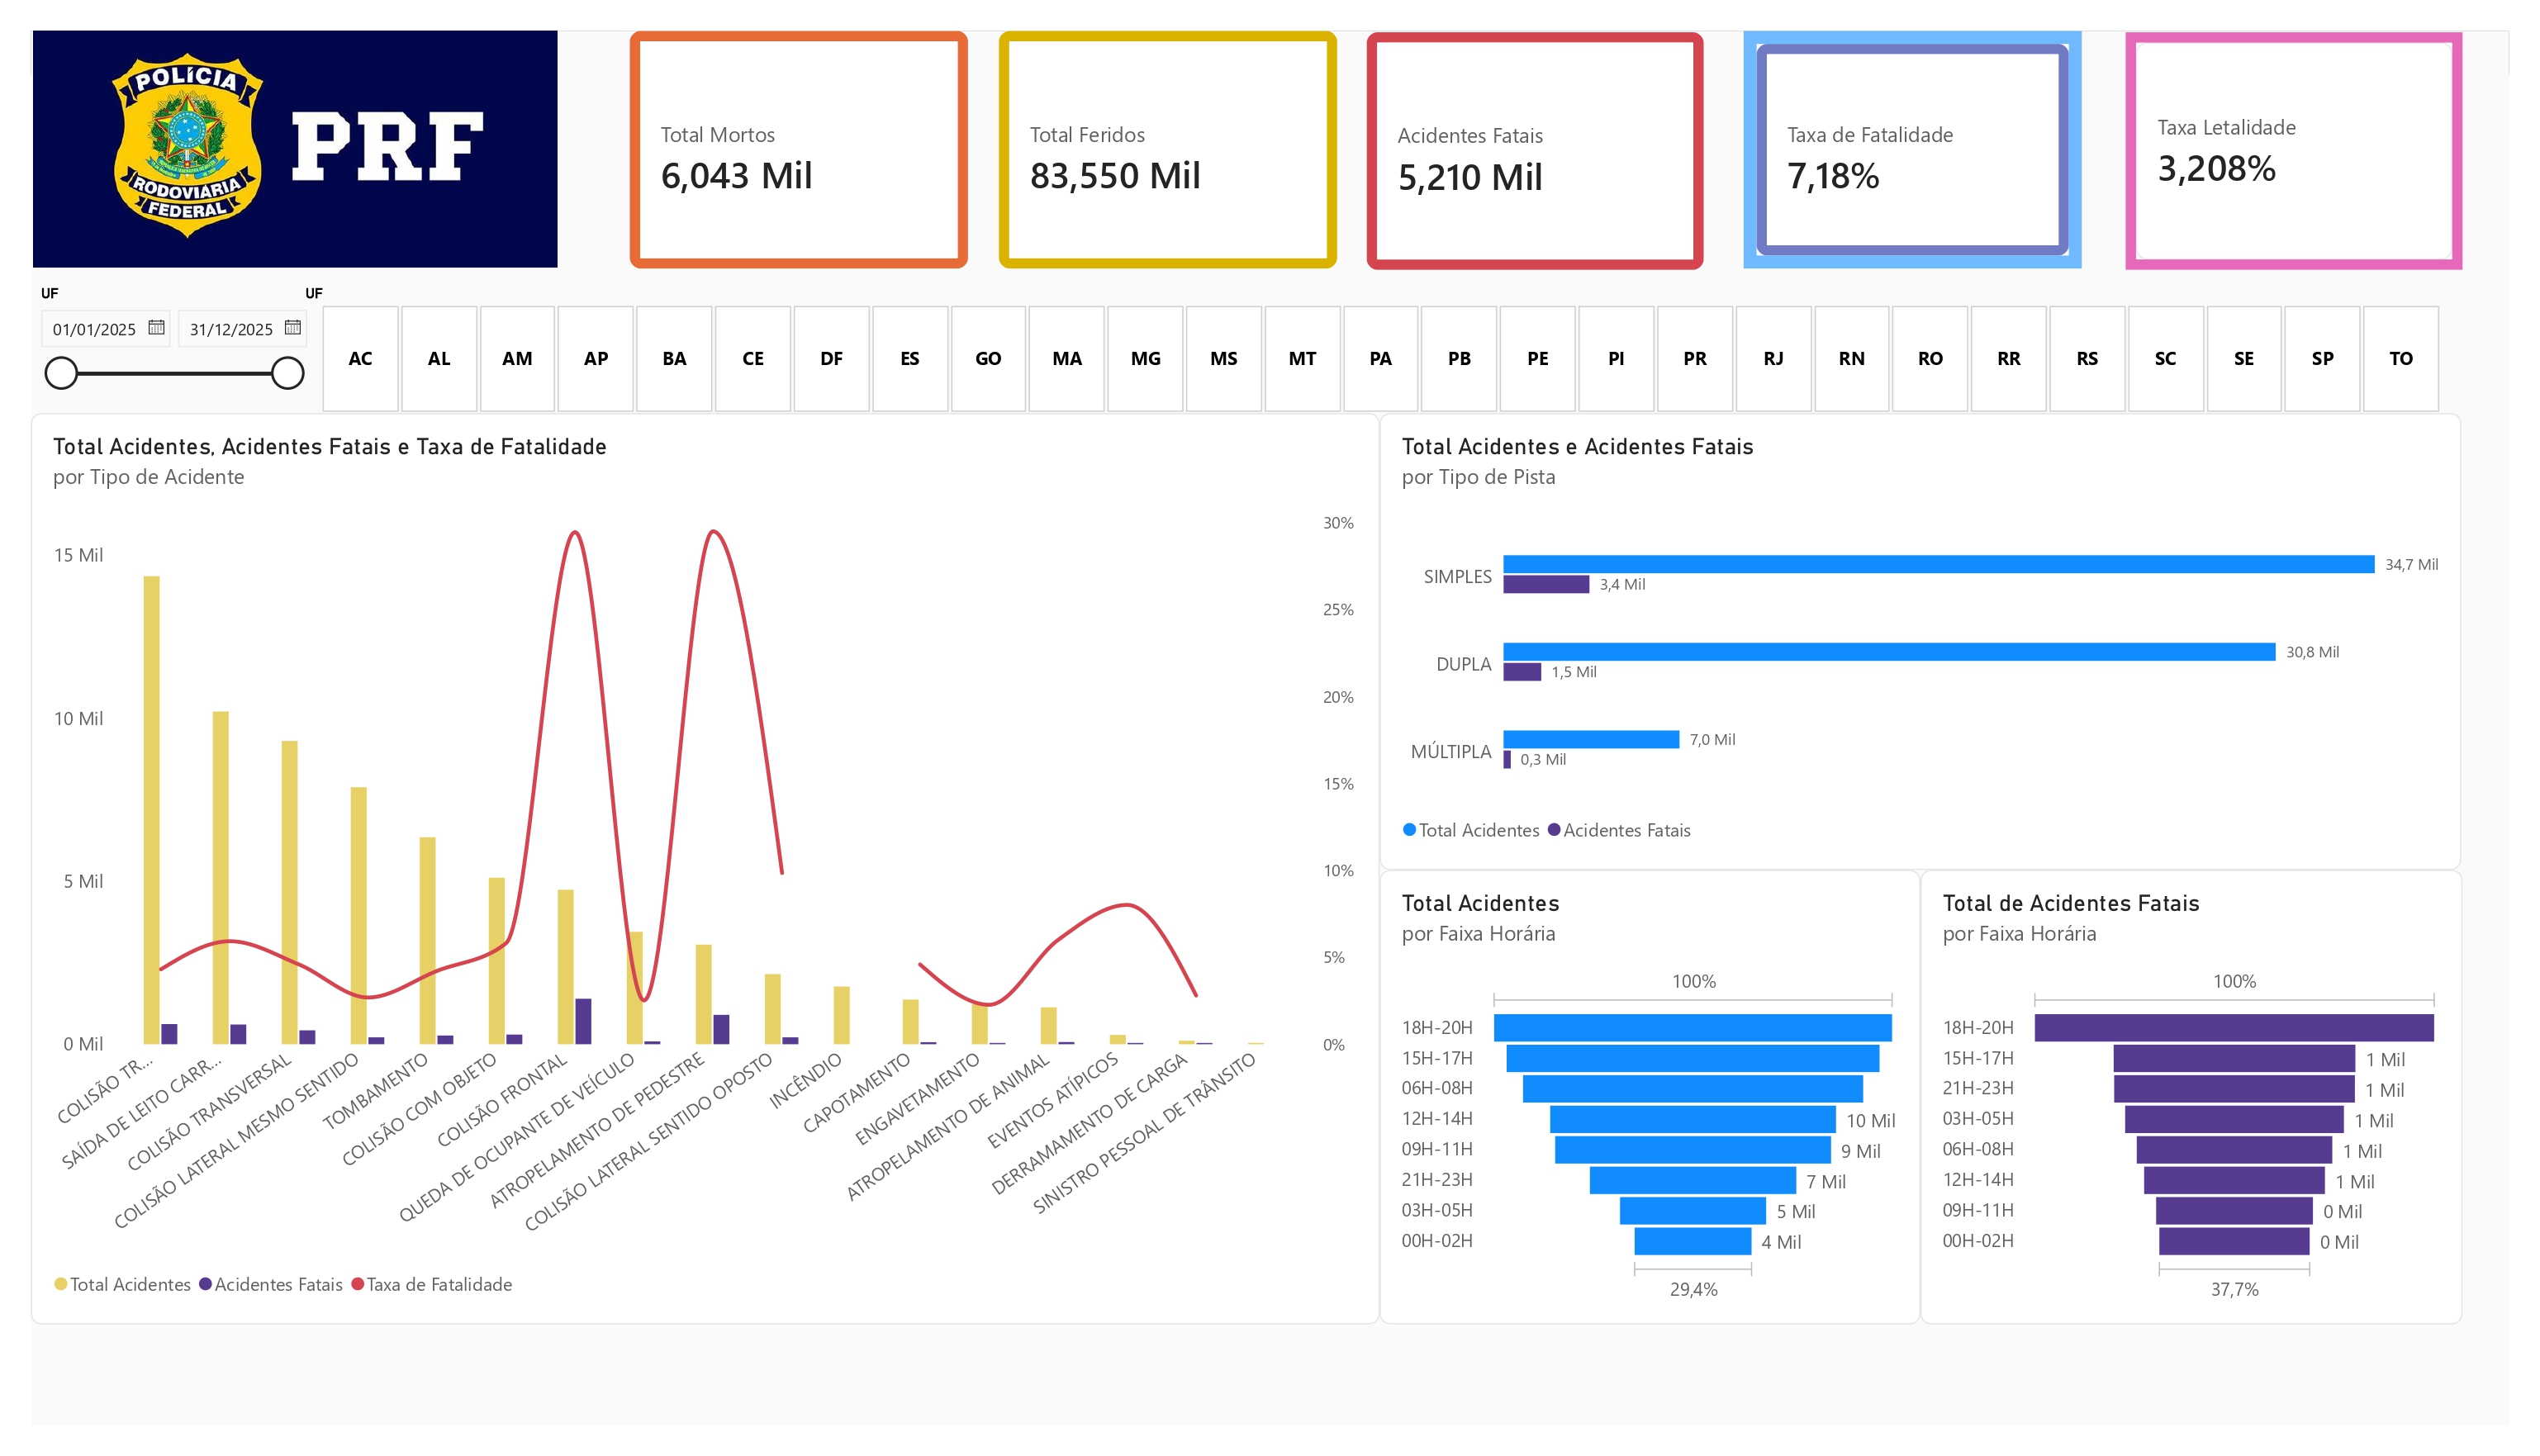 POLÍCIA
RODOVIÁRIA
FEDERAL
PRF
Total Mortos
6,043 Mil
Total Feridos
83,550 Mil
Acidentes Fatais
5,210 Mil
Taxa de Fatalidade
7,18%
Taxa Letalidade
3,208%
UF
01/01/2025
31/12/2025
UF
AC AL AM AP BA CE DF ES GO MA MG MS MT PA PB PE PI PR RJ RN RO RR RS SC SE SP TO
Total Acidentes, Acidentes Fatais e Taxa de Fatalidade
por Tipo de Acidente
15 Mil
10 Mil
5 Mil
0 Mil
30%
25%
20%
15%
10%
5%
0%
COLISÃO TR...
SAÍDA DE LEITO CARR...
COLISÃO TRANSVERSAL
COLISÃO LATERAL MESMO SENTIDO
TOMBAMENTO
COLISÃO COM OBJETO
COLISÃO FRONTAL
QUEDA DE OCUPANTE DE VEÍCULO
ATROPELAMENTO DE PEDESTRE
COLISÃO LATERAL SENTIDO OPOSTO
INCÊNDIO
CAPOTAMENTO
ENGAVETAMENTO
ATROPELAMENTO DE ANIMAL
EVENTOS ATÍPICOS
DERRAMAMENTO DE CARGA
SINISTRO PESSOAL DE TRÂNSITO
Total Acidentes Acidentes Fatais Taxa de Fatalidade
Total Acidentes e Acidentes Fatais
por Tipo de Pista
SIMPLES
34,7 Mil
3,4 Mil
DUPLA
30,8 Mil
1,5 Mil
MÚLTIPLA
7,0 Mil
0,3 Mil
Total Acidentes Acidentes Fatais
Total Acidentes
por Faixa Horária
100%
18H-20H
15H-17H
06H-08H
12H-14H 10 Mil
09H-11H 9 Mil
21H-23H 7 Mil
03H-05H 5 Mil
00H-02H 4 Mil
29,4%
Total de Acidentes Fatais
por Faixa Horária
100%
18H-20H
15H-17H 1 Mil
21H-23H 1 Mil
03H-05H 1 Mil
06H-08H 1 Mil
12H-14H 1 Mil
09H-11H 0 Mil
00H-02H 0 Mil
37,7%